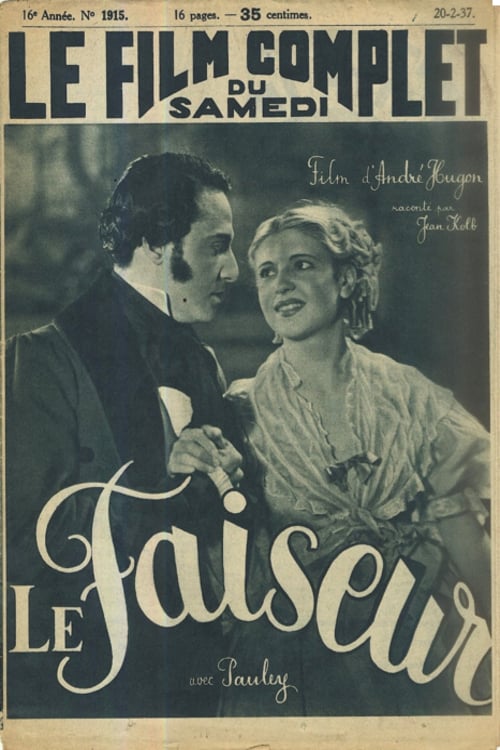 16e Année. No 1915.
16 pages. — 35 centimes.
20-2-37.
LE FILM COMPLET
DU
SAMEDI
Film d'André Hugon
raconté par
Jean Kolb
LE Faiseur
avec Pauley